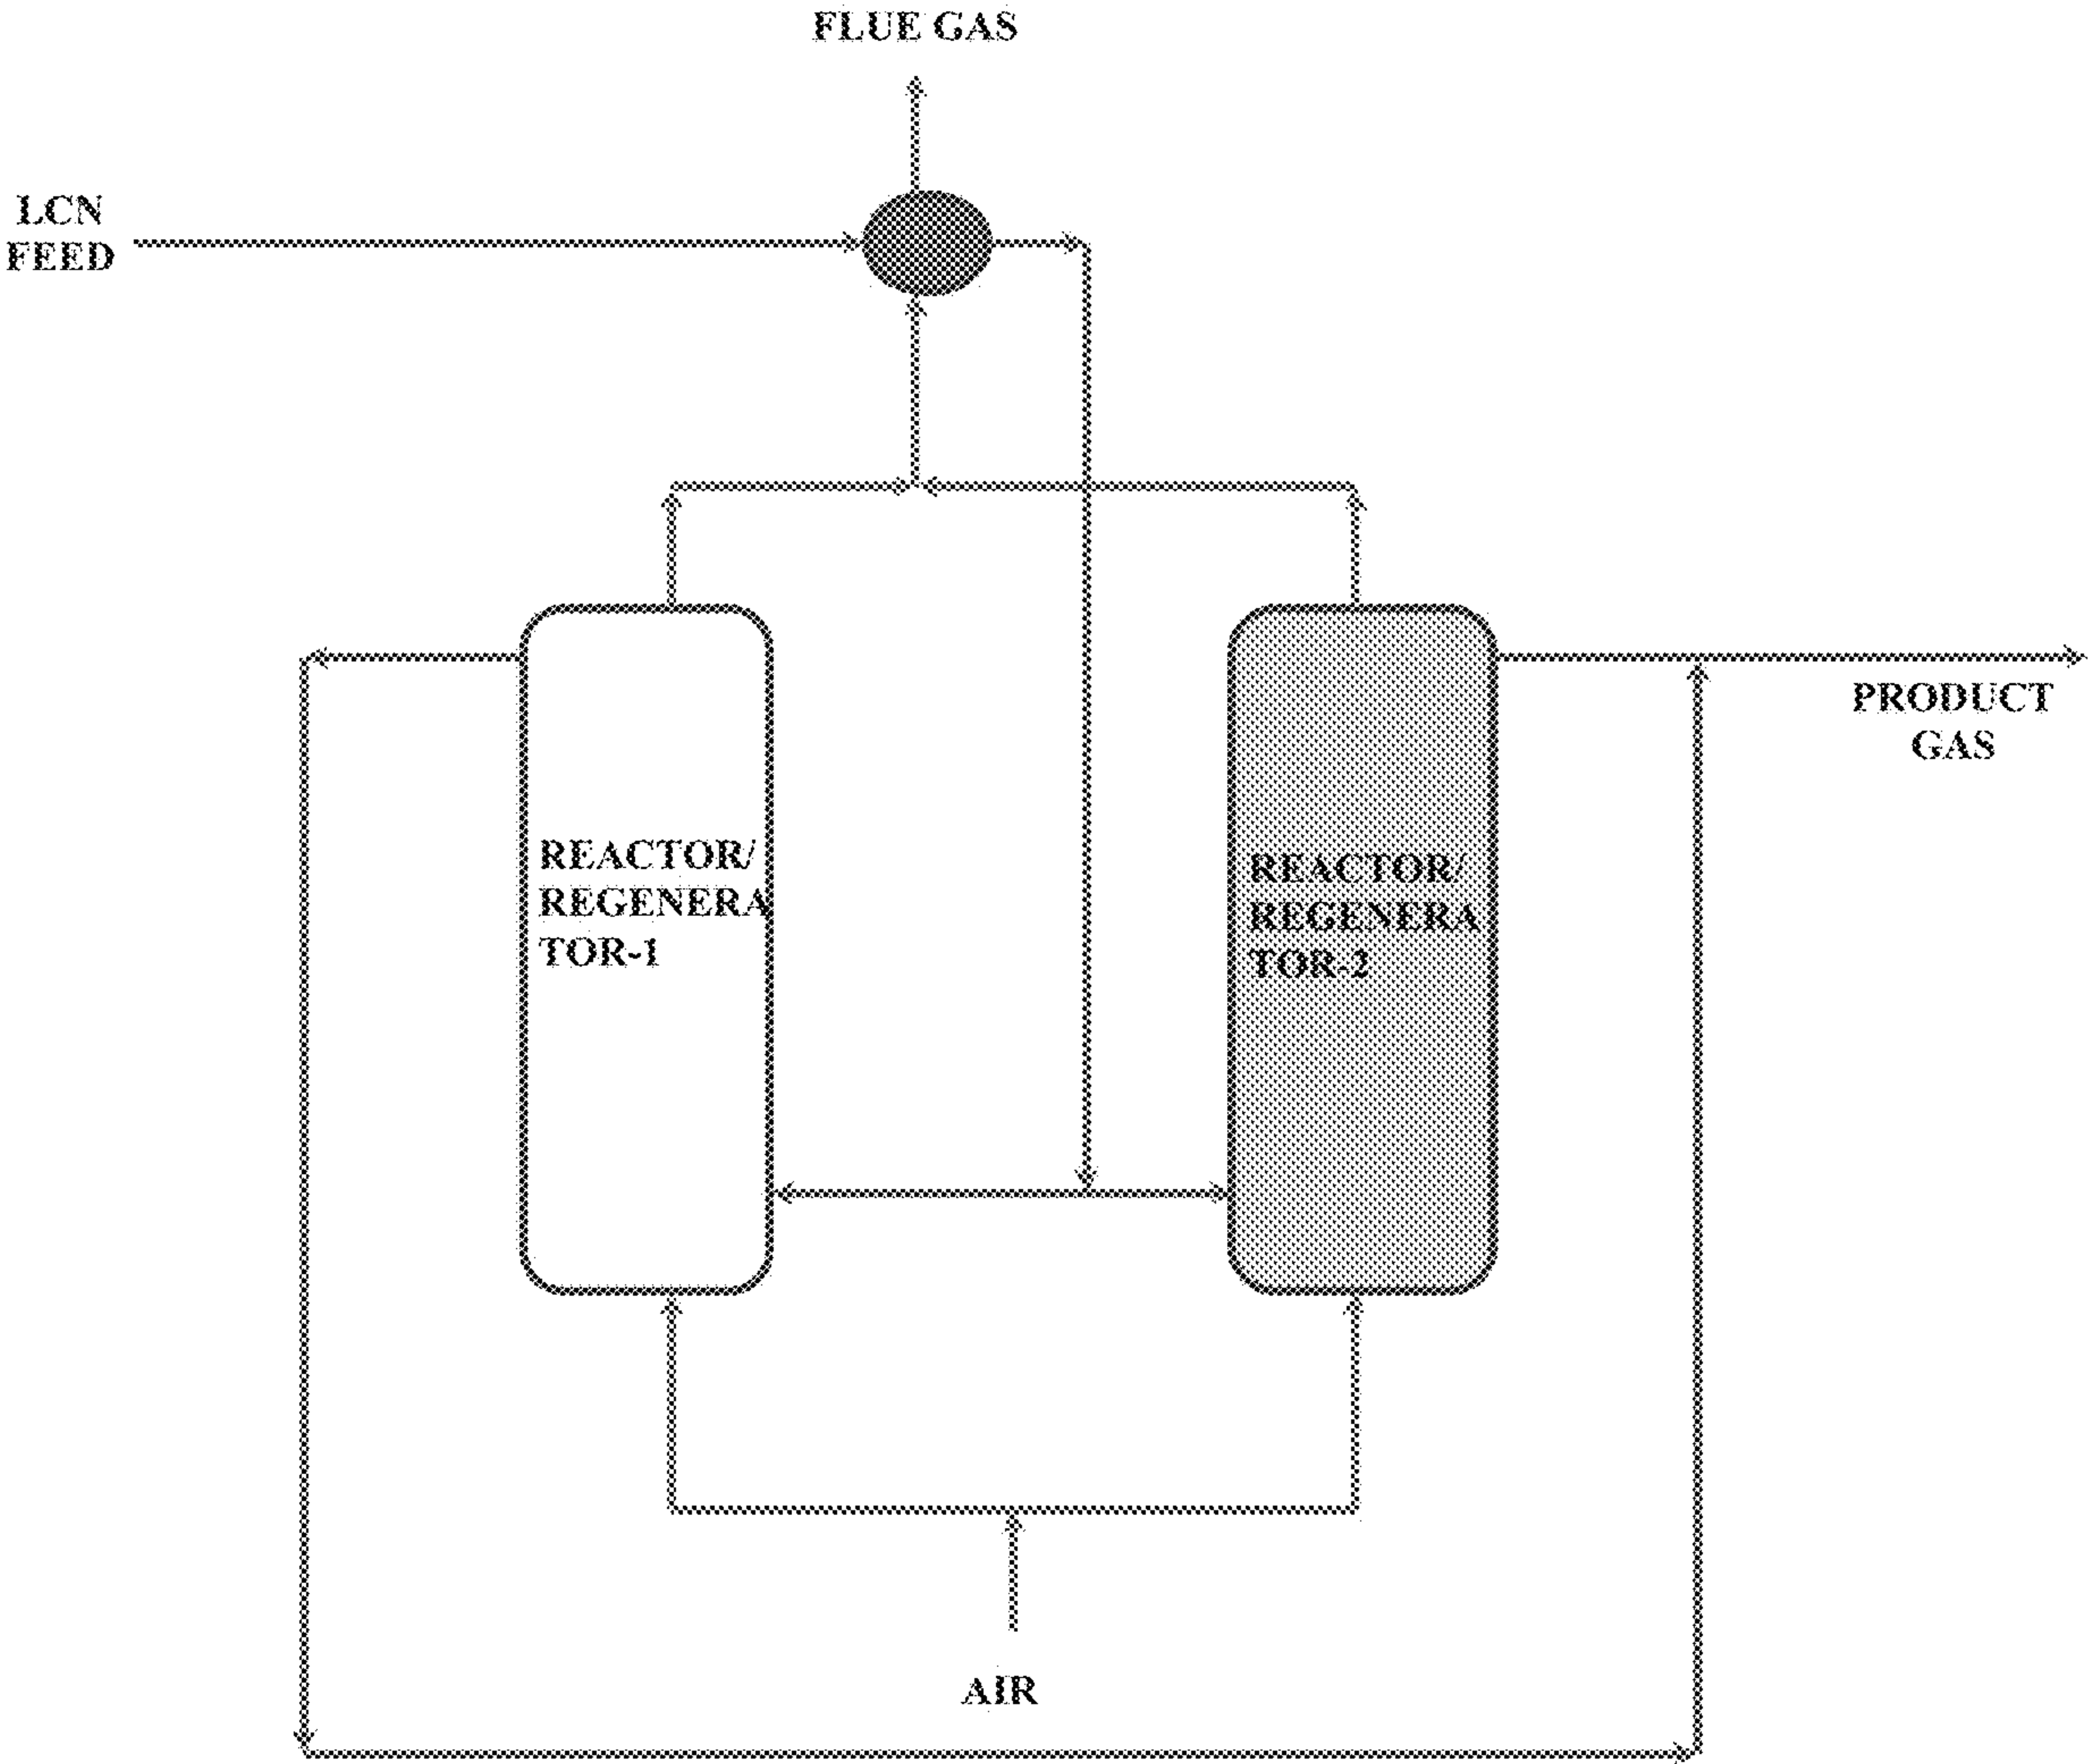 FLUE GAS
LCN
FEED
PRODUCT
GAS
REACTOR/
REGENERA
TOR-1
REACTOR/
REGENERA
TOR-2
AIR